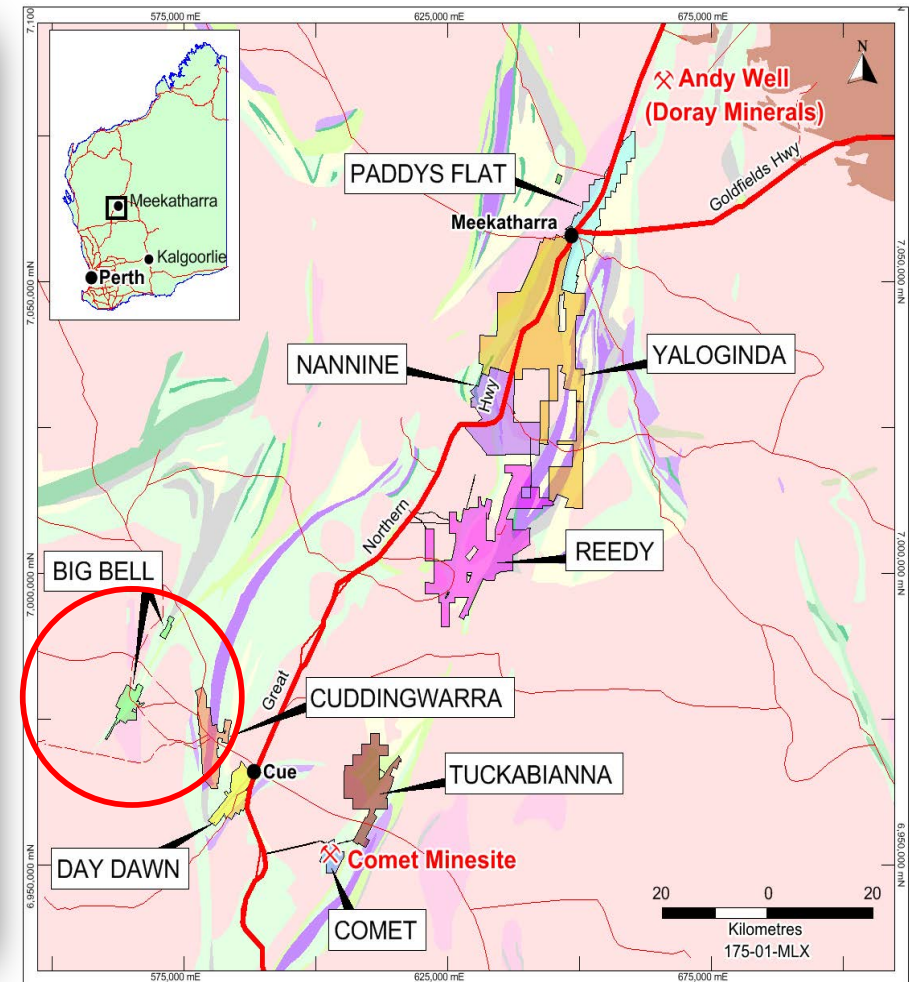 575,000 mE
625,000 mE
675,000 mE
7,100
N
Andy Well
(Doray Minerals)
PADDYS FLAT
Goldfields Hwy
Meekatharra
Meekatharra
Kalgoorlie
Perth
7,050,000 mN
7,050,000 mN
NANNINE
YALOGINDA
Hwy
Northern
REEDY
7,000,000 mN
7,000,000 mN
BIG BELL
Great
CUDDINGWARRA
Cue
TUCKABIANNA
DAY DAWN
Comet Minesite
COMET
6,950,000 mN
6,950,000 mN
20 0 20
Kilometres
175-01-MLX
575,000 mE
625,000 mE
675,000 mE